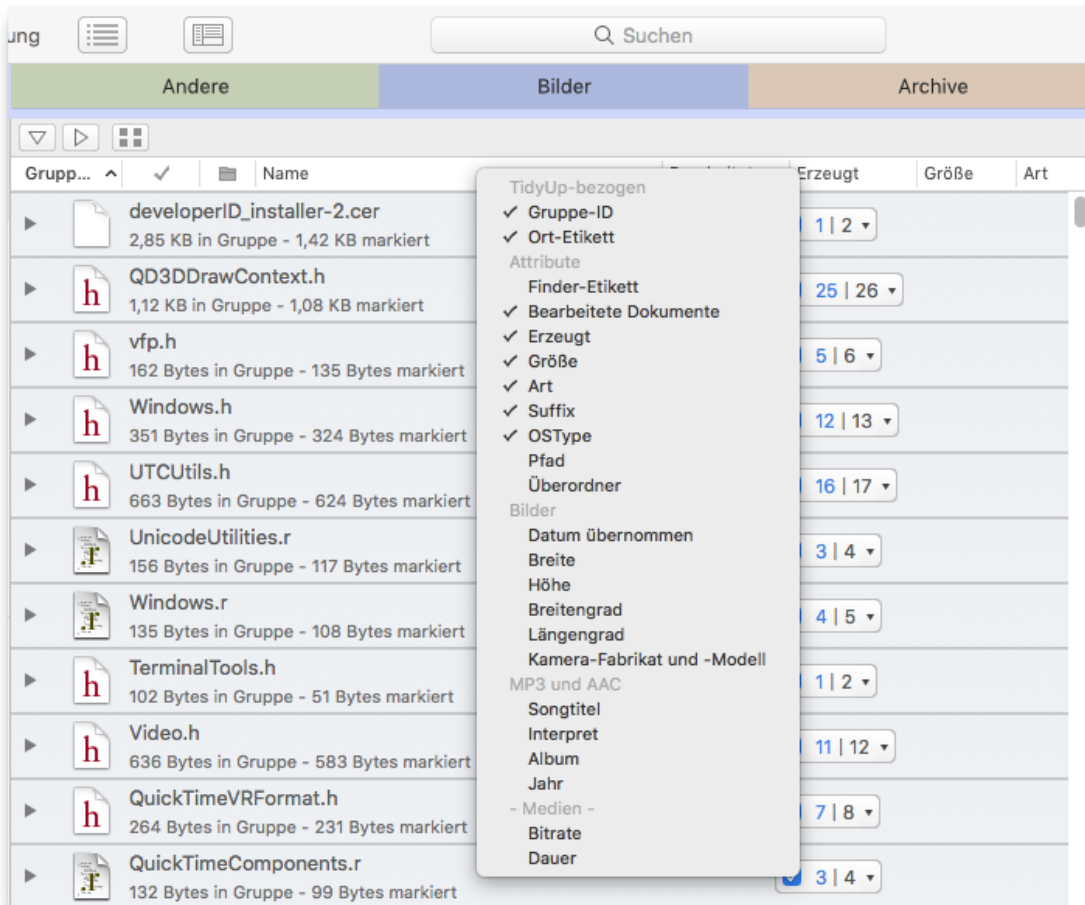 ung
Suchen
Andere Bilder Archive
Grupp... Name Erzeugt Größe Art
developerID_installer-2.cer
2,85 KB in Gruppe - 1,42 KB markiert
1 | 2
QD3DDrawContext.h
1,12 KB in Gruppe - 1,08 KB markiert
25 | 26
vfp.h
162 Bytes in Gruppe - 135 Bytes markiert
5 | 6
Windows.h
351 Bytes in Gruppe - 324 Bytes markiert
12 | 13
UTCUtils.h
663 Bytes in Gruppe - 624 Bytes markiert
16 | 17
UnicodeUtilities.r
156 Bytes in Gruppe - 117 Bytes markiert
3 | 4
Windows.r
135 Bytes in Gruppe - 108 Bytes markiert
4 | 5
TerminalTools.h
102 Bytes in Gruppe - 51 Bytes markiert
1 | 2
Video.h
636 Bytes in Gruppe - 583 Bytes markiert
11 | 12
QuickTimeVRFormat.h
264 Bytes in Gruppe - 231 Bytes markiert
7 | 8
QuickTimeComponents.r
132 Bytes in Gruppe - 99 Bytes markiert
3 | 4
TidyUp-bezogen
Gruppe-ID
Ort-Etikett
Attribute
Finder-Etikett
Bearbeitete Dokumente
Erzeugt
Größe
Art
Suffix
OSType
Pfad
Überordner
Bilder
Datum übernommen
Breite
Höhe
Breitengrad
Längengrad
Kamera-Fabrikat und -Modell
MP3 und AAC
Songtitel
Interpret
Album
Jahr
- Medien -
Bitrate
Dauer